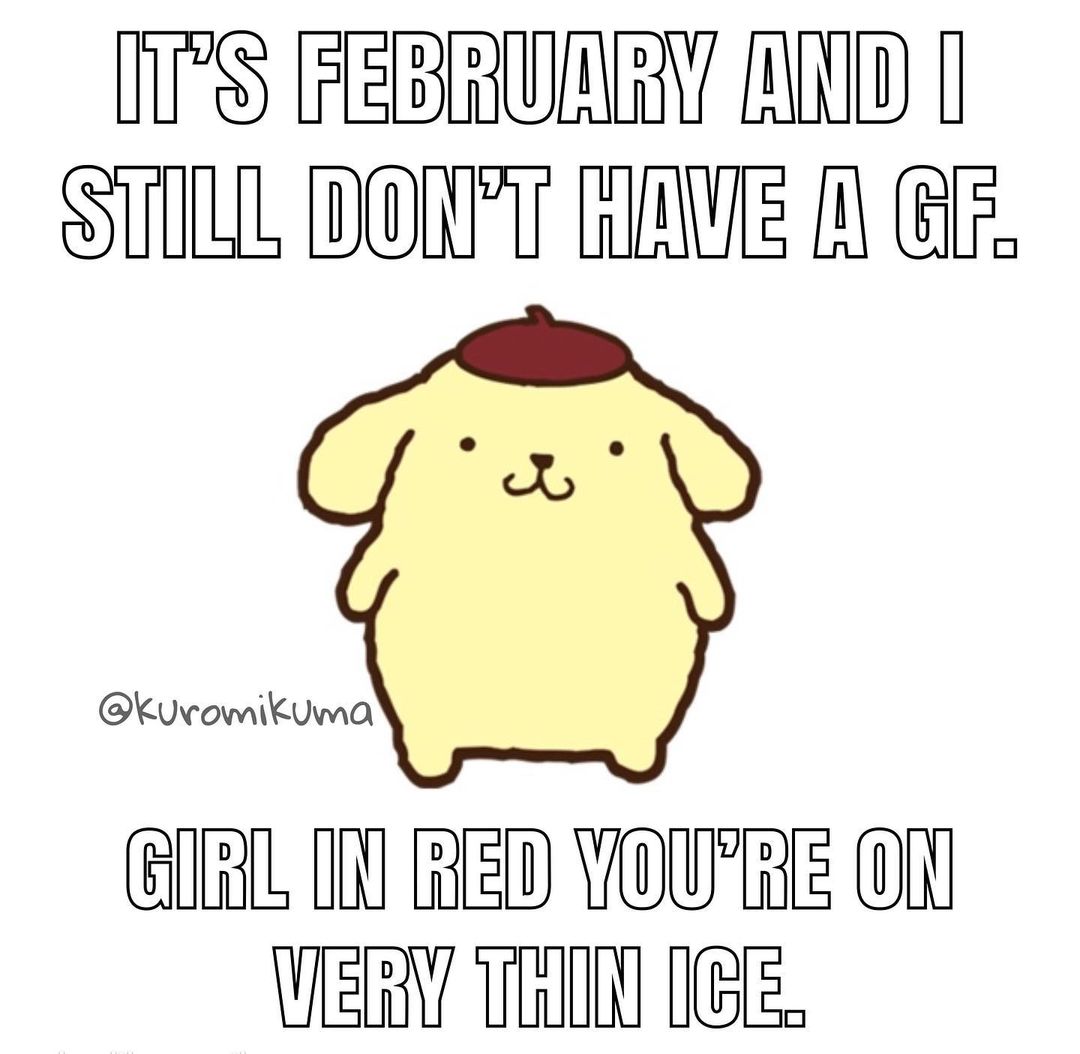 IT'S FEBRUARY AND I
STILL DON'T HAVE A GF.
@kuromikuma
GIRL IN RED YOU'RE ON
VERY THIN ICE.